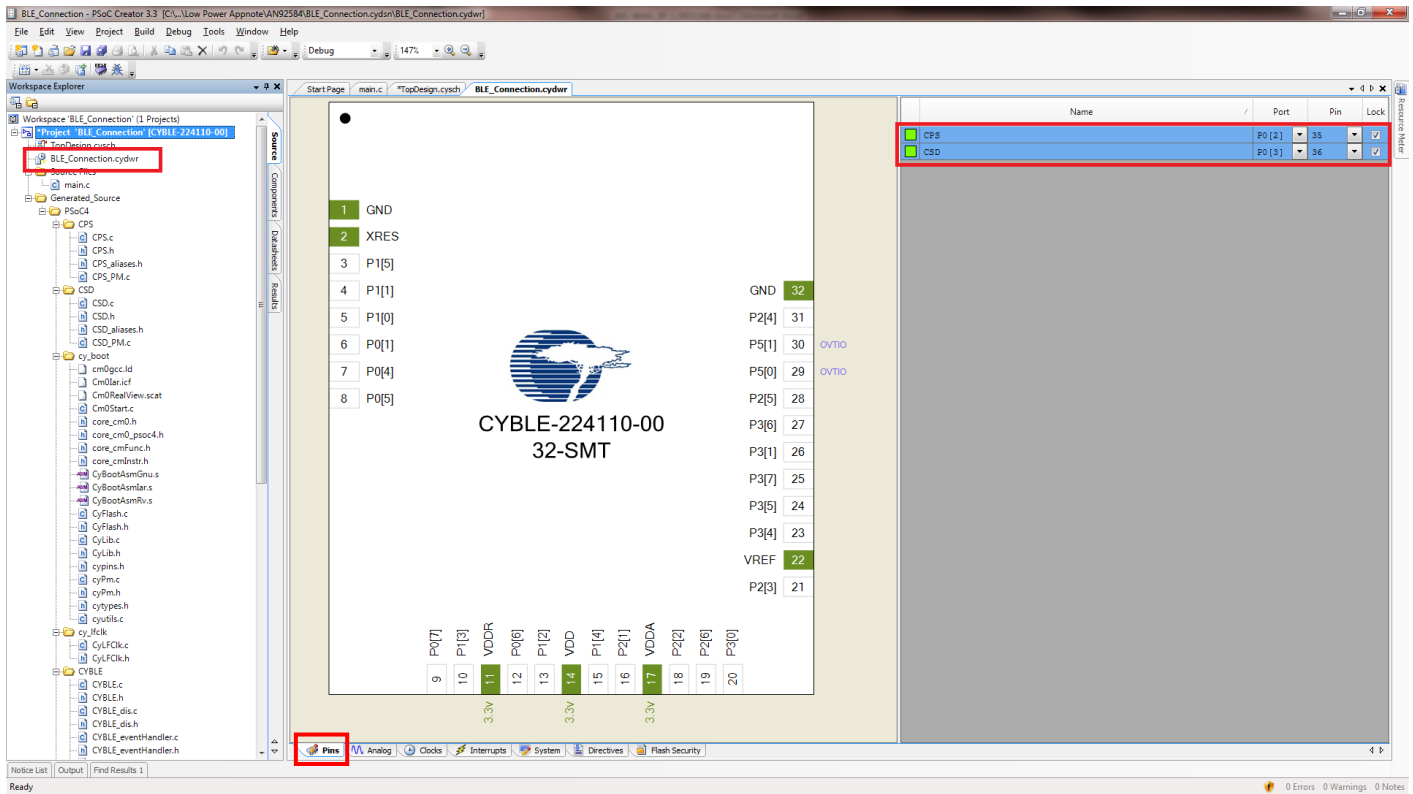 BLE_Connection - PSoC Creator 3.3 [C:\...\Low Power Appnote\AN92584\BLE_Connection.cydsn\BLE_Connection.cydwr]
File Edit View Project Build Debug Tools Window Help
Debug 147%
Workspace Explorer
Start Page main.c *TopDesign.cysch BLE_Connection.cydwr
Workspace 'BLE_Connection' (1 Projects)
*Project 'BLE_Connection' [CYBLE-224110-00]
TopDesign.cysch
BLE_Connection.cydwr
Source Files
main.c
Generated_Source
PSoC4
CPS
CPS.c
CPS.h
CPS_aliases.h
CPS_PM.c
CSD
CSD.c
CSD.h
CSD_aliases.h
CSD_PM.c
cy_boot
cm0gcc.ld
Cm0Iar.icf
Cm0RealView.scat
Cm0Start.c
core_cm0.h
core_cm0_psoc4.h
core_cmFunc.h
core_cmInstr.h
CyBootAsmGnu.s
CyBootAsmIar.s
CyBootAsmRv.s
CyFlash.c
CyFlash.h
CyLib.c
CyLib.h
cypins.h
cyPm.c
cyPm.h
cytypes.h
cyutils.c
cy_lfclk
CyLFClk.c
CyLFClk.h
CYBLE
CYBLE.c
CYBLE.h
CYBLE_dis.c
CYBLE_dis.h
CYBLE_eventHandler.c
CYBLE_eventHandler.h
Source
Components
Datasheets
Results
1 GND
2 XRES
3 P1[5]
4 P1[1]
5 P1[0]
6 P0[1]
7 P0[4]
8 P0[5]
CYBLE-224110-00
32-SMT
GND 32
P2[4] 31
P5[1] 30 OVTIO
P5[0] 29 OVTIO
P2[5] 28
P3[6] 27
P3[1] 26
P3[7] 25
P3[5] 24
P3[4] 23
VREF 22
P2[3] 21
P0[7] P1[3] VDDR P0[6] P1[2] VDD P1[4] P2[1] VDDA P2[2] P2[6] P3[0]
9 10 11 12 13 14 15 16 17 18 19 20
3.3v 3.3v 3.3v
Name / Port Pin Lock
CPS P0[2] 35
CSD P0[3] 36
Resource Meter
Pins Analog Clocks Interrupts System Directives Flash Security
Notice List Output Find Results 1
Ready 0 Errors 0 Warnings 0 Notes